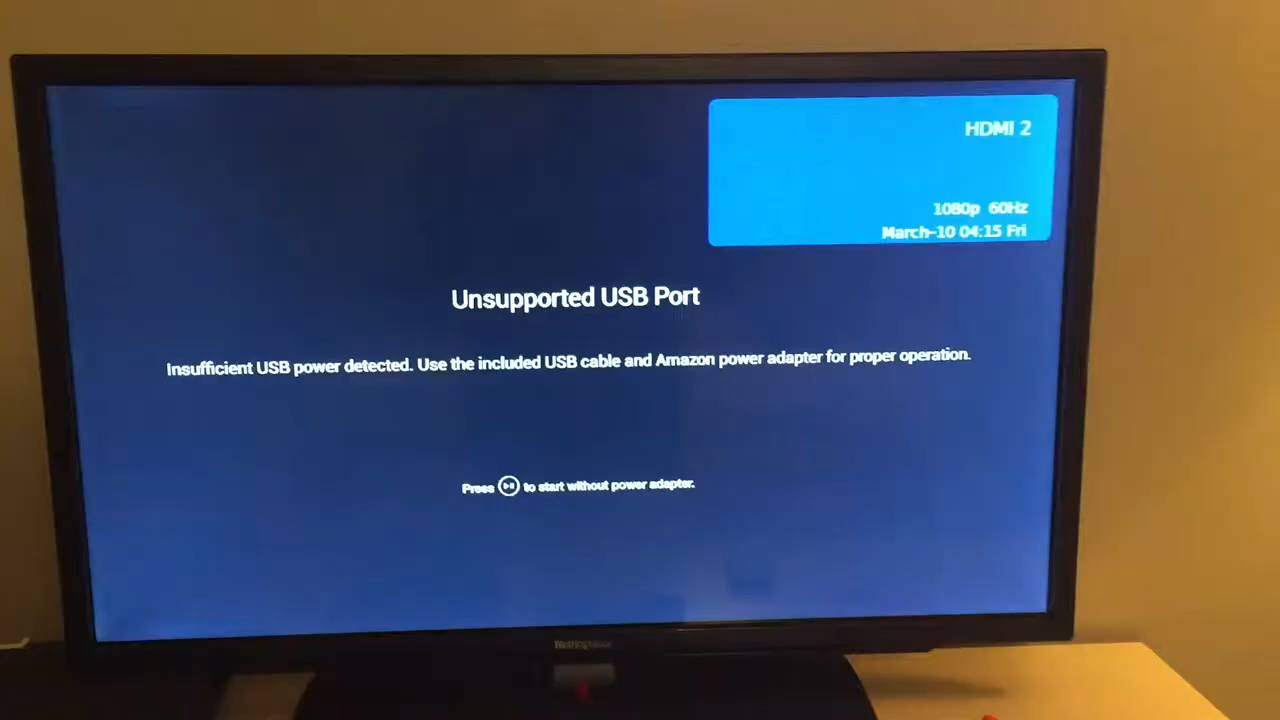 HDMI 2
1080p 60Hz
March-10 04:15 Fri
Unsupported USB Port
Insufficient USB power detected. Use the included USB cable and Amazon power adapter for proper operation.
Press to start without power adapter.
Westinghouse